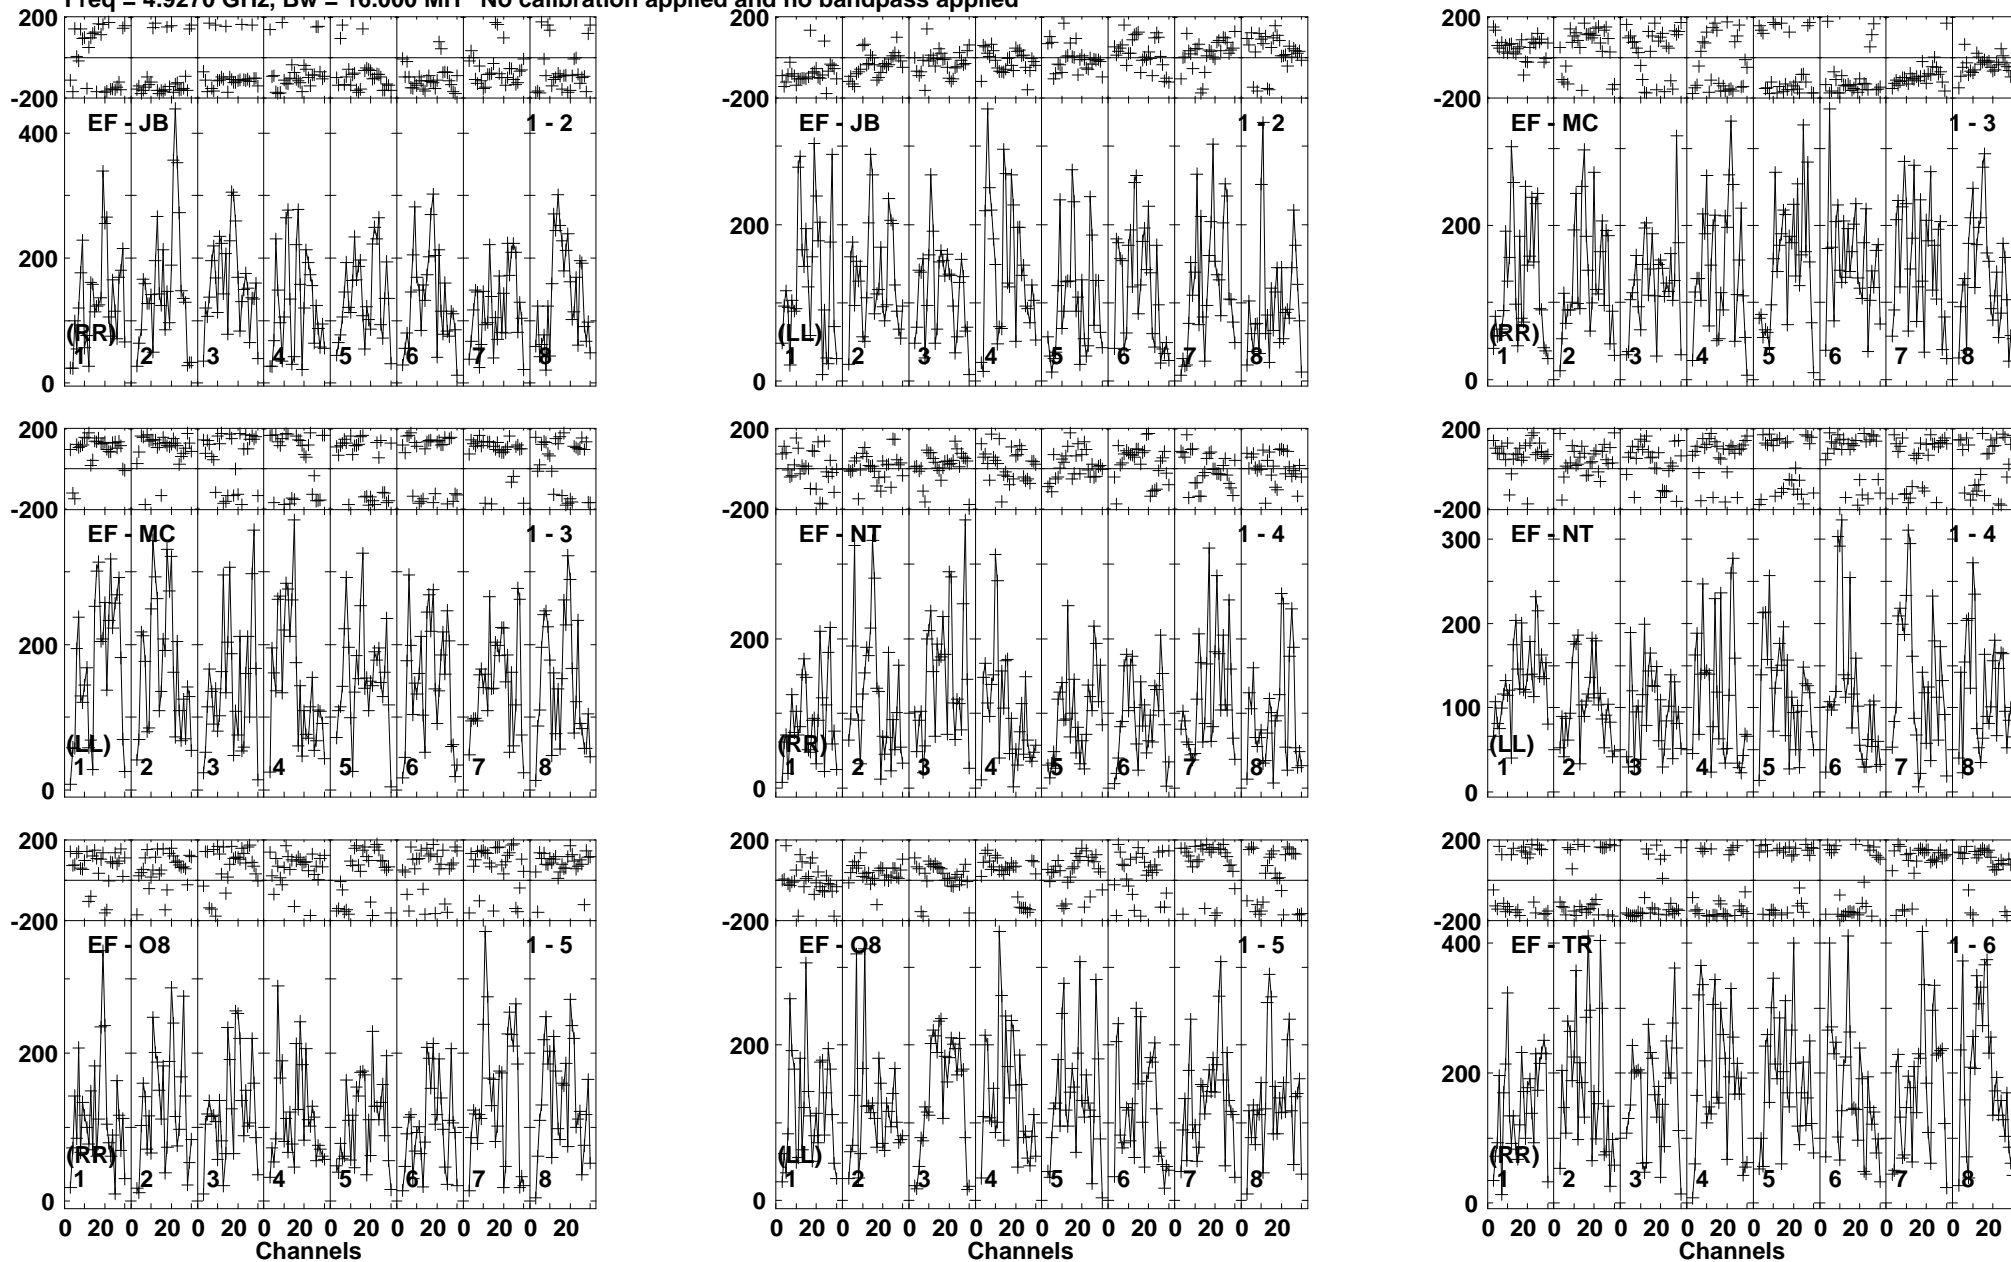 Freq = 4.9270 GHz, Bw = 16.000 MH No calibration applied and no bandpass applied
200 200 200
-200 -200 -200
EF - JB 1 - 2 EF - JB 1 - 2 EF - MC 1 - 3
400
200 200 200
(RR) (LL) (RR)
1 2 3 4 5 6 7 8 1 2 3 4 5 6 7 8 1 2 3 4 5 6 7 8
0 0 0
200 200 200
-200 -200 -200
EF - MC 1 - 3 EF - NT 1 - 4 EF - NT 1 - 4
300
200 200 200
100
(LL) (RR) (LL)
1 2 3 4 5 6 7 8 1 2 3 4 5 6 7 8 1 2 3 4 5 6 7 8
0 0 0
200 200 200
-200 -200 -200
EF - O8 1 - 5 EF - O8 1 - 5 EF - TR 1 - 6
400
200 200 200
(RR) (LL) (RR)
1 2 3 4 5 6 7 8 1 2 3 4 5 6 7 8 1 2 3 4 5 6 7 8
0 0 0
0 20 0 20 0 20 0 20 0 20 0 20 0 20 0 20 0 20 0 20 0 20 0 20 0 20 0 20 0 20 0 20 0 20 0 20 0 20 0 20 0 20 0 20 0 20 0 20
Channels Channels Channels